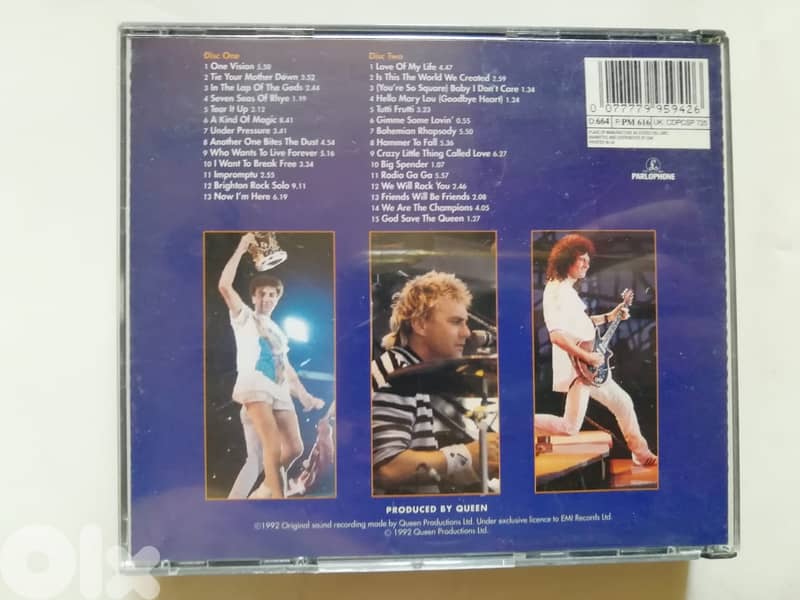 Disc One
1 One Vision 5.50
2 Tie Your Mother Down 3.52
3 In The Lap Of The Gods 2.44
4 Seven Seas Of Rhye 1.19
5 Tear It Up 2.12
6 A Kind Of Magic 8.41
7 Under Pressure 3.41
8 Another One Bites The Dust 4.54
9 Who Wants To Live Forever 5.16
10 I Want To Break Free 3.34
11 Impromptu 2.55
12 Brighton Rock Solo 9.11
13 Now I'm Here 6.19
Disc Two
1 Love Of My Life 4.47
2 Is This The World We Created 2.59
3 (You're So Square) Baby I Don't Care 1.34
4 Hello Mary Lou (Goodbye Heart) 1.24
5 Tutti Frutti 3.23
6 Gimme Some Lovin' 0.55
7 Bohemian Rhapsody 5.50
8 Hammer To Fall 5.36
9 Crazy Little Thing Called Love 6.27
10 Big Spender 1.07
11 Radio Ga Ga 5.57
12 We Will Rock You 2.46
13 Friends Will Be Friends 2.08
14 We Are The Champions 4.05
15 God Save The Queen 1.27
0 077779 959426
D:664 F:PM 616 UK: CDPCSP 725
PRINTED IN UK
PARLOPHONE
PRODUCED BY QUEEN
©1992 Original sound recording made by Queen Productions Ltd. Under exclusive licence to EMI Records Ltd.
© 1992 Queen Productions Ltd.
OLX